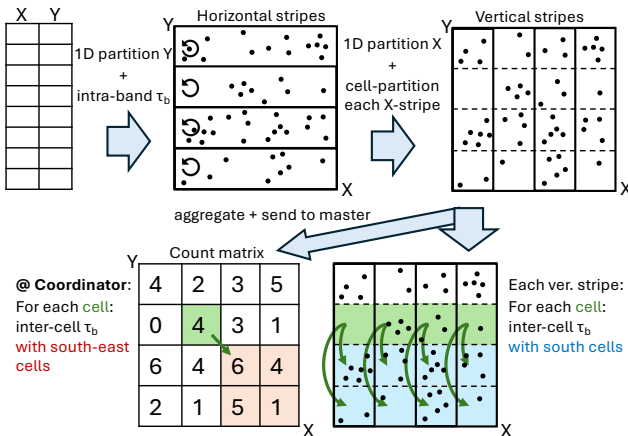 X Y
1D partition Y
+
intra-band τb
Y
Horizontal stripes
X
1D partition X
+
cell-partition
each X-stripe
Y
Vertical stripes
X
aggregate + send to master
Y
Count matrix
4 2 3 5
0 4 3 1
6 4 6 4
2 1 5 1
X
@ Coordinator:
For each cell:
inter-cell τb
with south-east
cells
X
Each ver. stripe:
For each cell:
inter-cell τb
with south cells